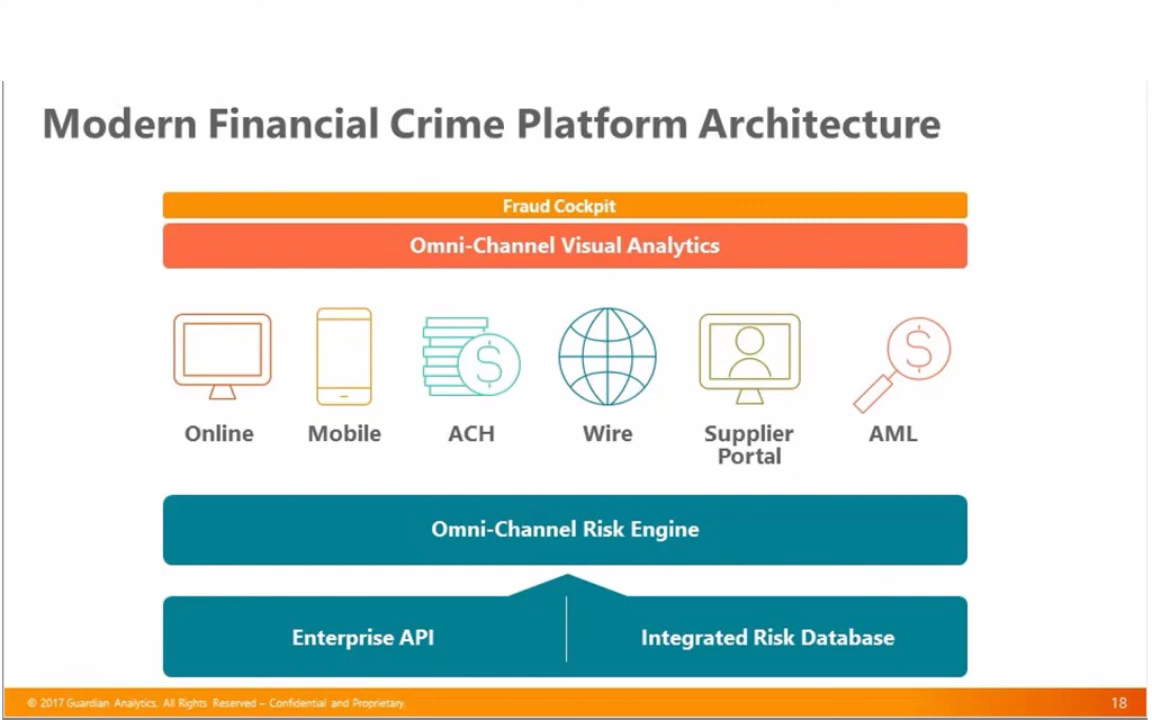 Modern Financial Crime Platform Architecture
Fraud Cockpit
Omni-Channel Visual Analytics
$
$
Online
Mobile
ACH
Wire
Supplier
Portal
AML
Omni-Channel Risk Engine
Enterprise API
Integrated Risk Database
© 2017 Guardian Analytics. All Rights Reserved – Confidential and Proprietary.
18